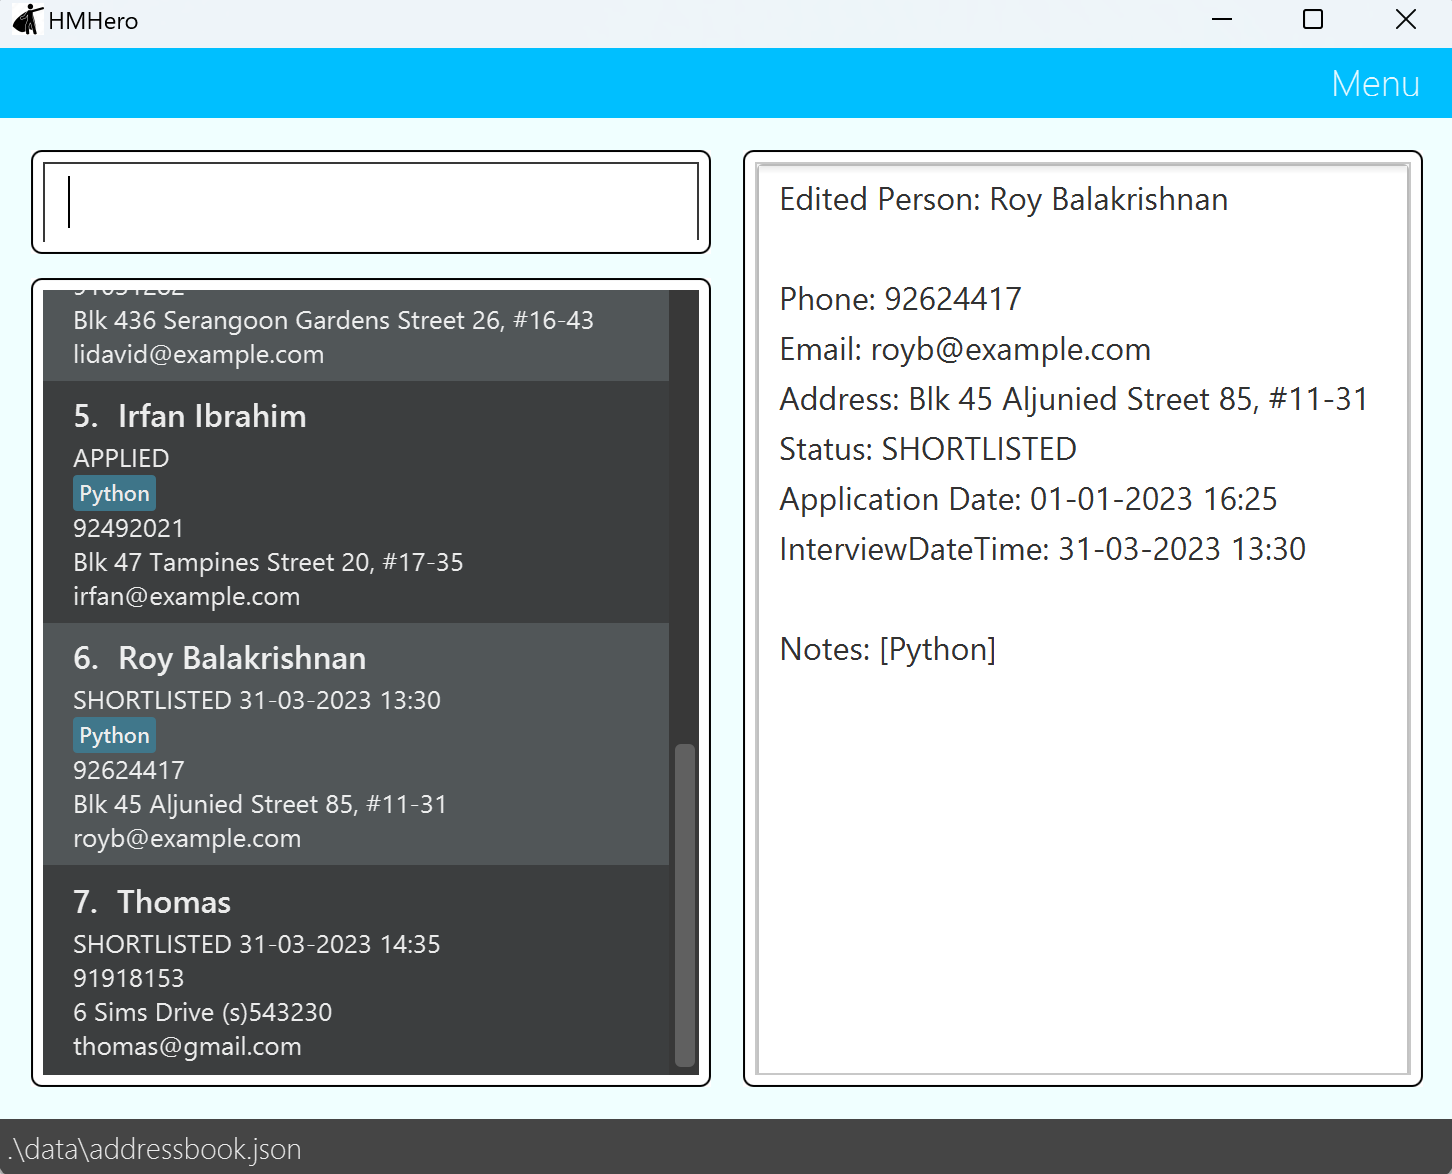 HMHero
Menu
Blk 436 Serangoon Gardens Street 26, #16-43
lidavid@example.com
5. Irfan Ibrahim
APPLIED
Python
92492021
Blk 47 Tampines Street 20, #17-35
irfan@example.com
6. Roy Balakrishnan
SHORTLISTED 31-03-2023 13:30
Python
92624417
Blk 45 Aljunied Street 85, #11-31
royb@example.com
7. Thomas
SHORTLISTED 31-03-2023 14:35
91918153
6 Sims Drive (s)543230
thomas@gmail.com
Edited Person: Roy Balakrishnan
Phone: 92624417
Email: royb@example.com
Address: Blk 45 Aljunied Street 85, #11-31
Status: SHORTLISTED
Application Date: 01-01-2023 16:25
InterviewDateTime: 31-03-2023 13:30
Notes: [Python]
.\data\addressbook.json